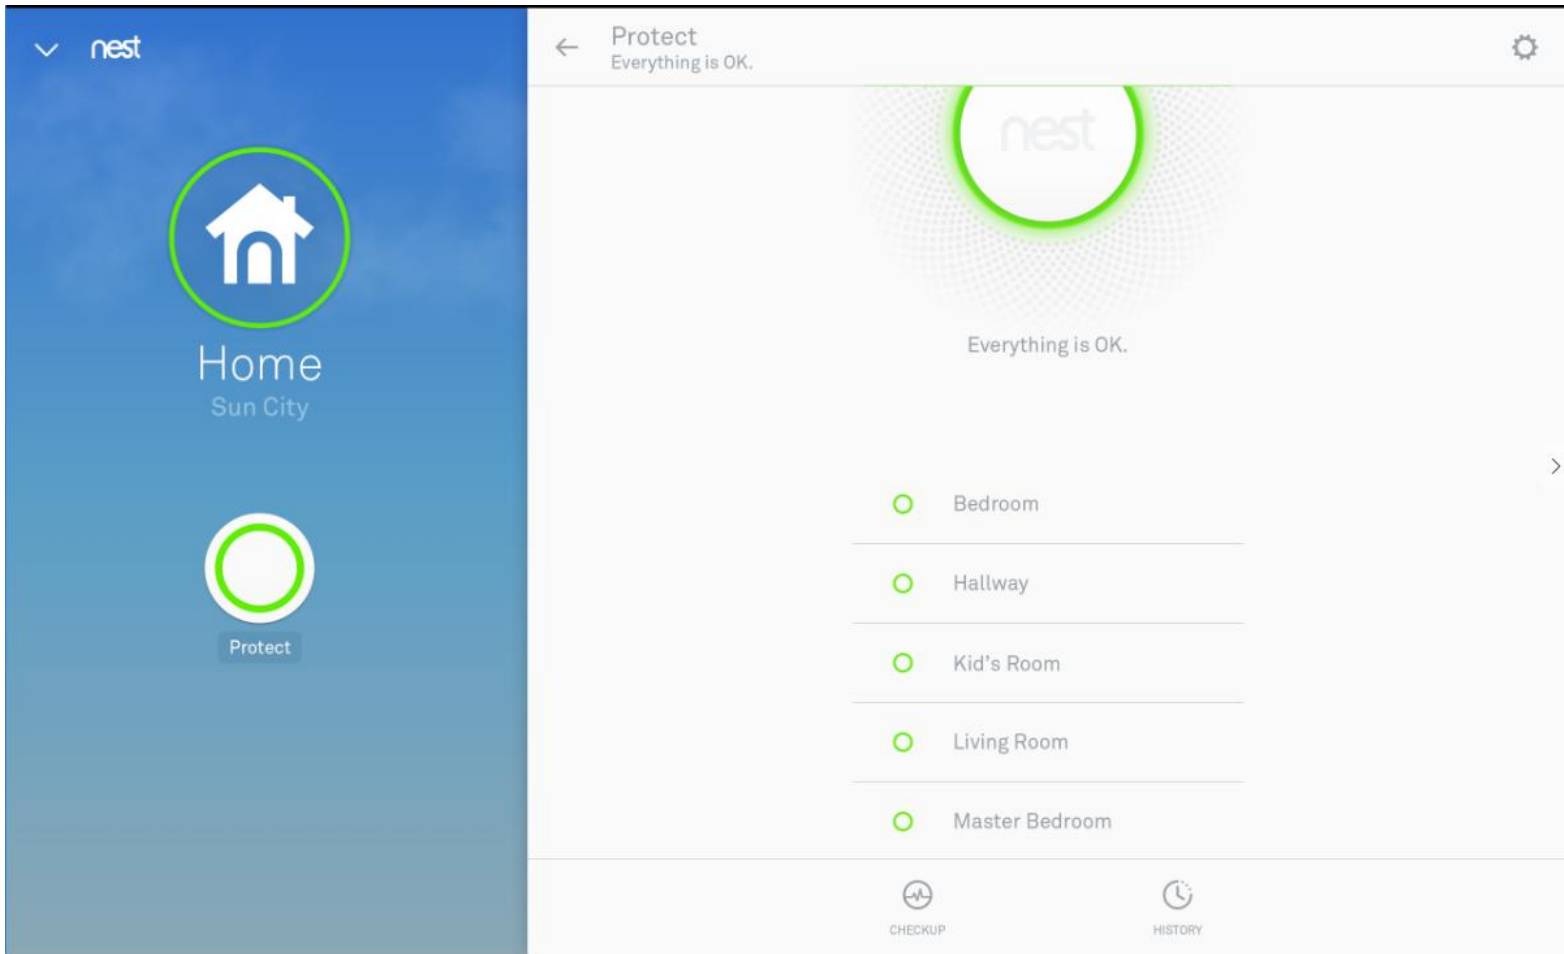 nest
Home
Sun City
Protect
Protect
Everything is OK.
nest
Everything is OK.
Bedroom
Hallway
Kid's Room
Living Room
Master Bedroom
CHECKUP
HISTORY